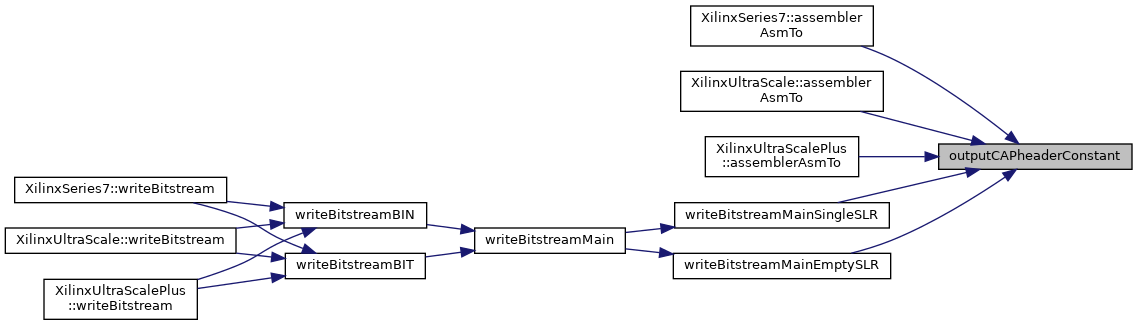 XilinxSeries7::assembler
AsmTo
XilinxUltraScale::assembler
AsmTo
XilinxUltraScalePlus
::assemblerAsmTo
outputCAPheaderConstant
XilinxSeries7::writeBitstream
writeBitstreamBIN
writeBitstreamMainSingleSLR
XilinxUltraScale::writeBitstream
writeBitstreamMain
writeBitstreamBIT
writeBitstreamMainEmptySLR
XilinxUltraScalePlus
::writeBitstream